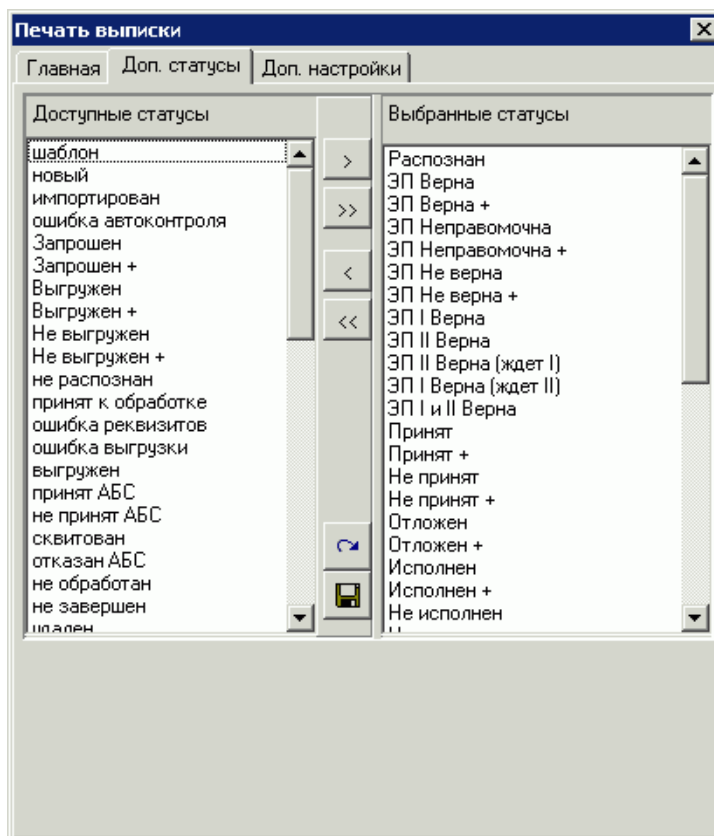 Печать выписки
Главная
Доп. статусы
Доп. настройки
Доступные статусы
шаблон
новый
импортирован
ошибка автоконтроля
Запрошен
Запрошен +
Выгружен
Выгружен +
Не выгружен
Не выгружен +
не распознан
принят к обработке
ошибка реквизитов
ошибка выгрузки
выгружен
принят АБС
не принят АБС
сквитован
отказан АБС
не обработан
не завершен
удален
>
>>
<
<<
Выбранные статусы
Распознан
ЭП Верна
ЭП Верна +
ЭП Неправомочна
ЭП Неправомочна +
ЭП Не верна
ЭП Не верна +
ЭП I Верна
ЭП II Верна
ЭП II Верна (ждет I)
ЭП I Верна (ждет II)
ЭП I и II Верна
Принят
Принят +
Не принят
Не принят +
Отложен
Отложен +
Исполнен
Исполнен +
Не исполнен